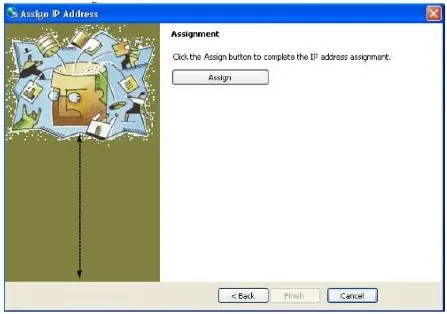 Assign IP Address
Assignment
Click the Assign button to complete the IP address assignment.
Assign
< Back
Finish
Cancel